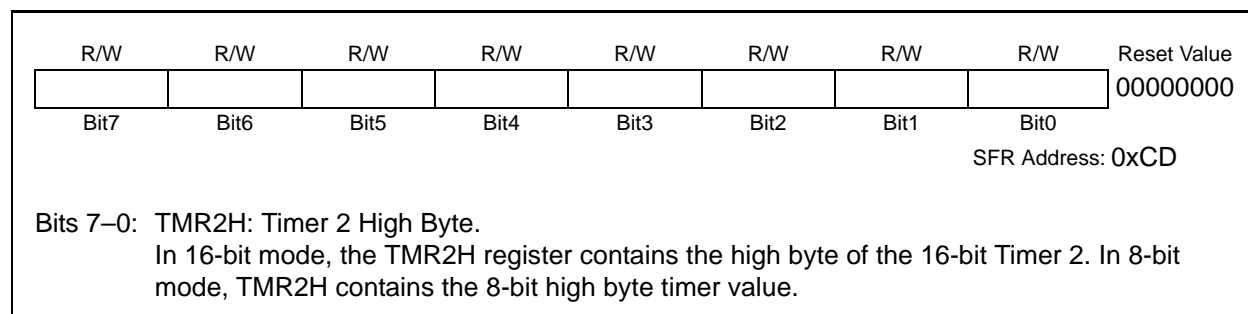 R/W R/W R/W R/W R/W R/W R/W R/W Reset Value
00000000
Bit7 Bit6 Bit5 Bit4 Bit3 Bit2 Bit1 Bit0
SFR Address: 0xCD
Bits 7–0: TMR2H: Timer 2 High Byte.
In 16-bit mode, the TMR2H register contains the high byte of the 16-bit Timer 2. In 8-bit
mode, TMR2H contains the 8-bit high byte timer value.